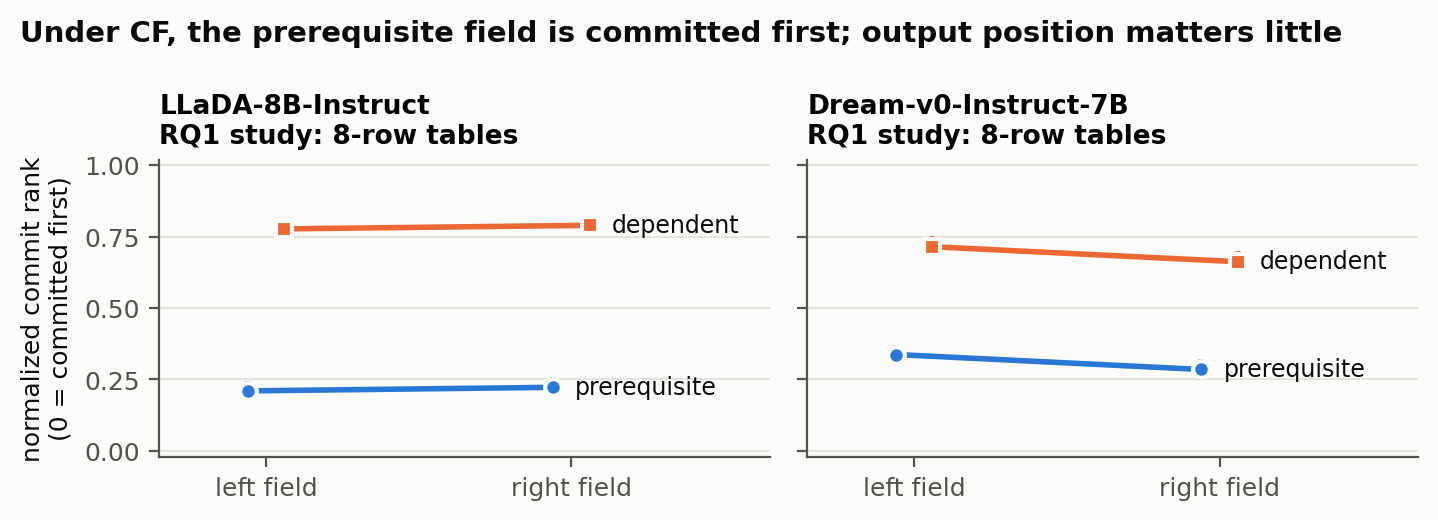 Under CF, the prerequisite field is committed first; output position matters little
LLaDA-8B-Instruct
RQ1 study: 8-row tables
Dream-v0-Instruct-7B
RQ1 study: 8-row tables
normalized commit rank
(0 = committed first)
1.00
0.75
0.50
0.25
0.00
dependent
prerequisite
dependent
prerequisite
left field
right field
left field
right field